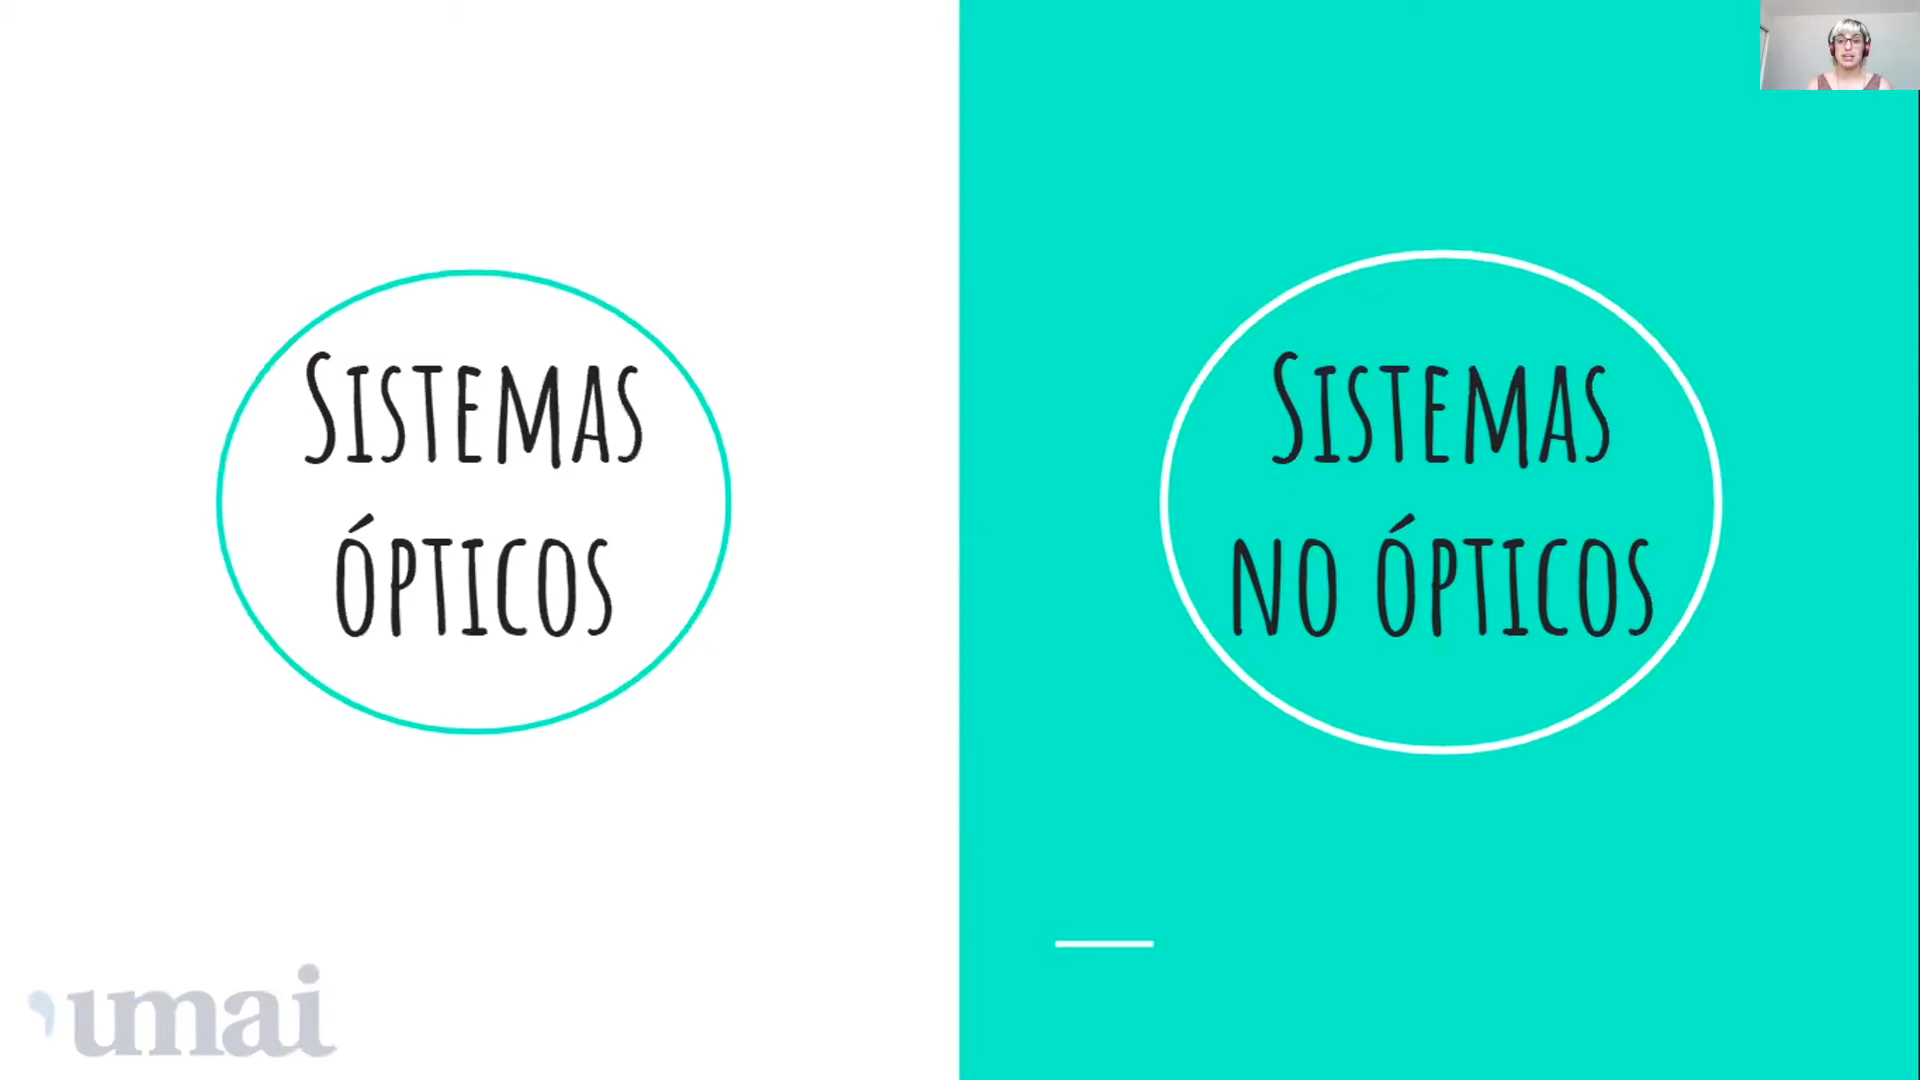 Sistemas
ópticos
Sistemas
no ópticos
umai